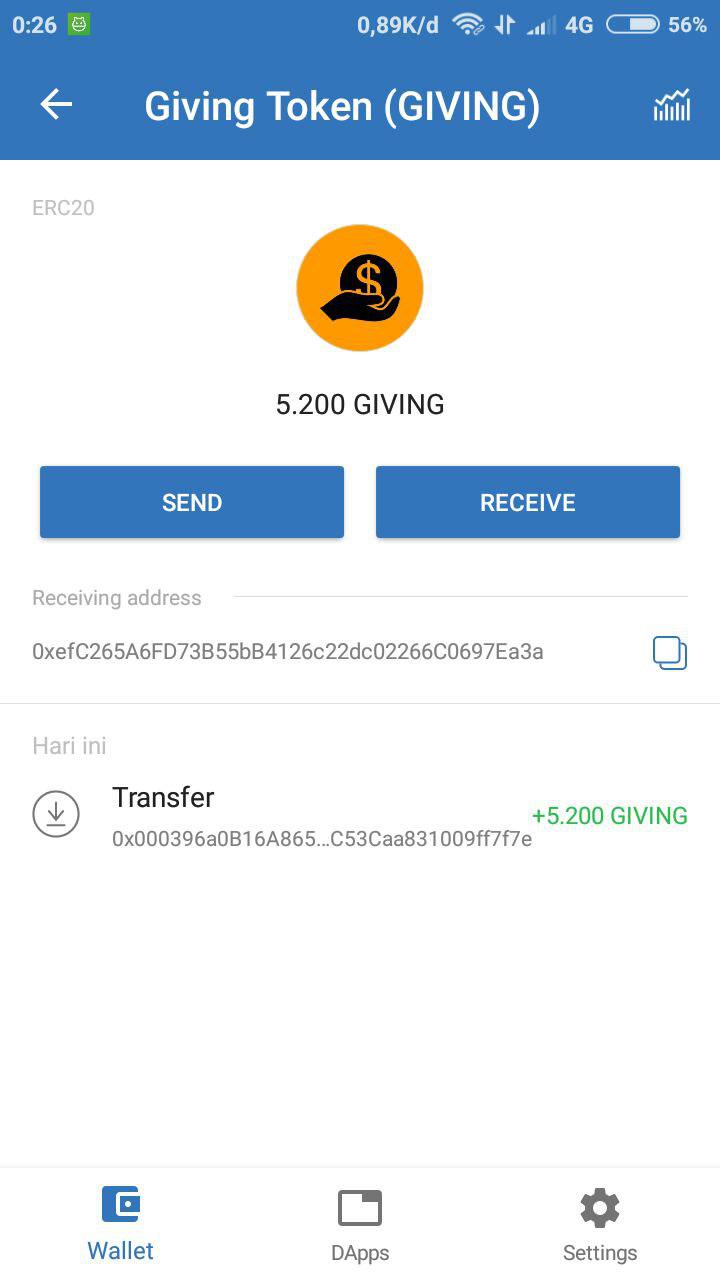 0:26 0,89K/d 4G 56%
Giving Token (GIVING)
ERC20
$
5.200 GIVING
SEND RECEIVE
Receiving address
0xefC265A6FD73B55bB4126c22dc02266C0697Ea3a
Hari ini
Transfer
+5.200 GIVING
0x000396a0B16A865...C53Caa831009ff7f7e
Wallet DApps Settings